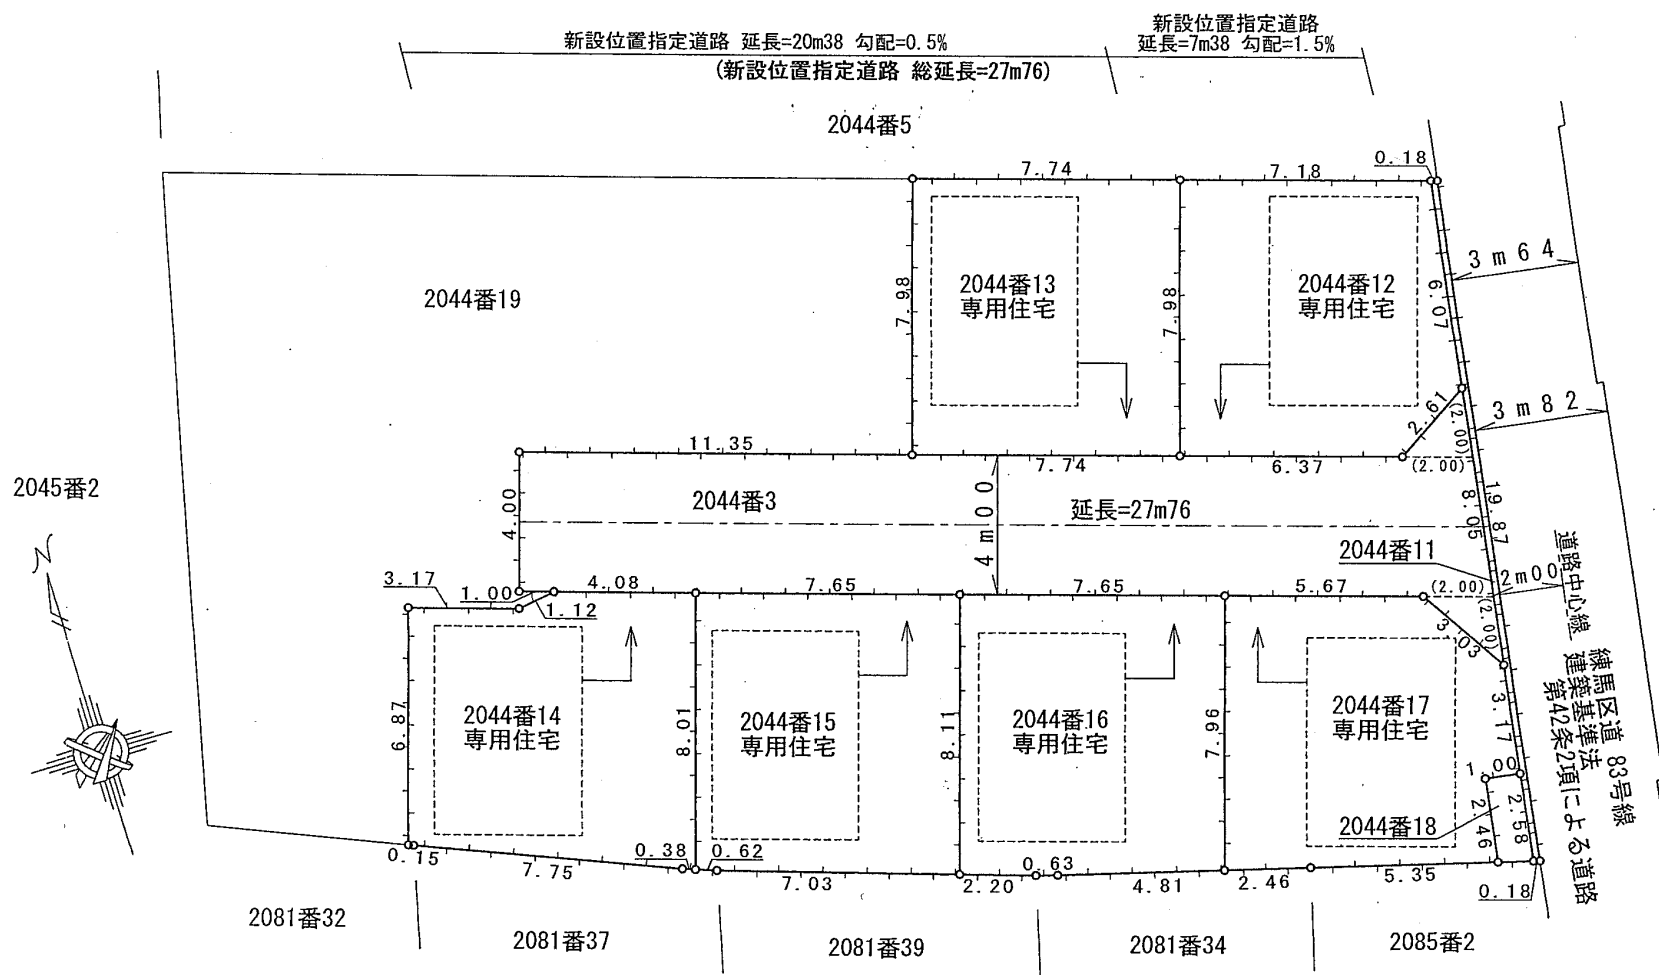 新設位置指定道路 延長=20m38 勾配=0.5%
新設位置指定道路
延長=7m38 勾配=1.5%
(新設位置指定道路 総延長=27m76)
2044番5
7.74
7.18
0.18
3m64
2044番19
7.98
2044番13
専用住宅
7.98
2044番12
専用住宅
6.07
2.61
(2.00)
3m82
11.35
7.74
6.37
(2.00)
2045番2
4.00
2044番3
4m00
延長=27m76
8.05
19.87
2044番11
2m00
道路中心線
N
3.17
1.00
4.08
1.12
7.65
7.65
5.67
(2.00)
(2.00)
3.03
練馬区道 83号線
建築基準法
第42条2項による道路
6.87
2044番14
専用住宅
8.01
2044番15
専用住宅
8.11
2044番16
専用住宅
7.96
2044番17
専用住宅
3.17
1.00
2.46
2.58
2044番18
0.15
7.75
0.38
0.62
7.03
2.20
0.63
4.81
2.46
5.35
0.18
2081番32
2081番37
2081番39
2081番34
2085番2